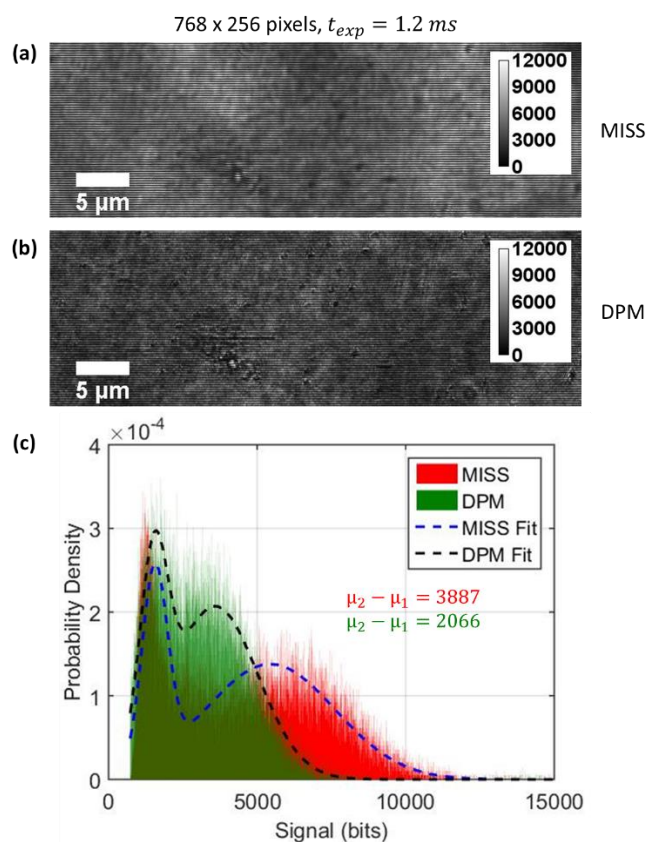 768 x 256 pixels, t_exp = 1.2 ms
(a)
12000
9000
6000
3000
0
5 µm
MISS
(b)
12000
9000
6000
3000
0
5 µm
DPM
(c)
×10⁻⁴
4
3
2
1
0
Probability Density
MISS
DPM
MISS Fit
DPM Fit
µ₂ − µ₁ = 3887
µ₂ − µ₁ = 2066
0 5000 10000 15000
Signal (bits)